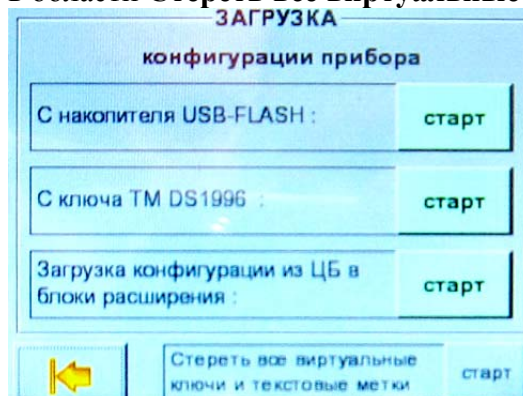 ЗАГРУЗКА
конфигурации прибора
С накопителя USB-FLASH :
старт
С ключа ТМ DS1996 :
старт
Загрузка конфигурации из ЦБ в
блоки расширения :
старт
Стереть все виртуальные
ключи и текстовые метки
старт